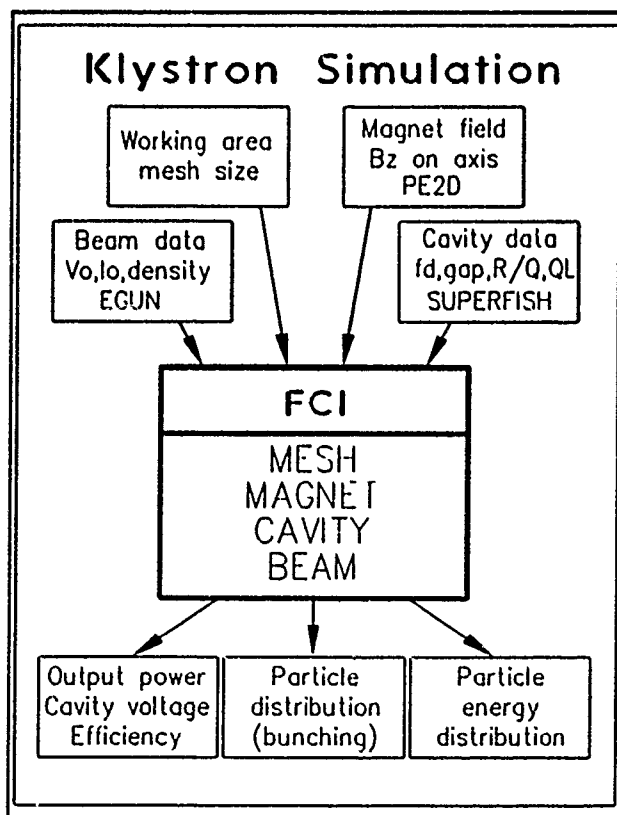 Klystron Simulation
Working area
mesh size
Magnet field
Bz on axis
PE2D
Beam data
Vo,Io,density
EGUN
Cavity data
fd,gap,R/Q,QL
SUPERFISH
FCI
MESH
MAGNET
CAVITY
BEAM
Output power
Cavity voltage
Efficiency
Particle
distribution
(bunching)
Particle
energy
distribution